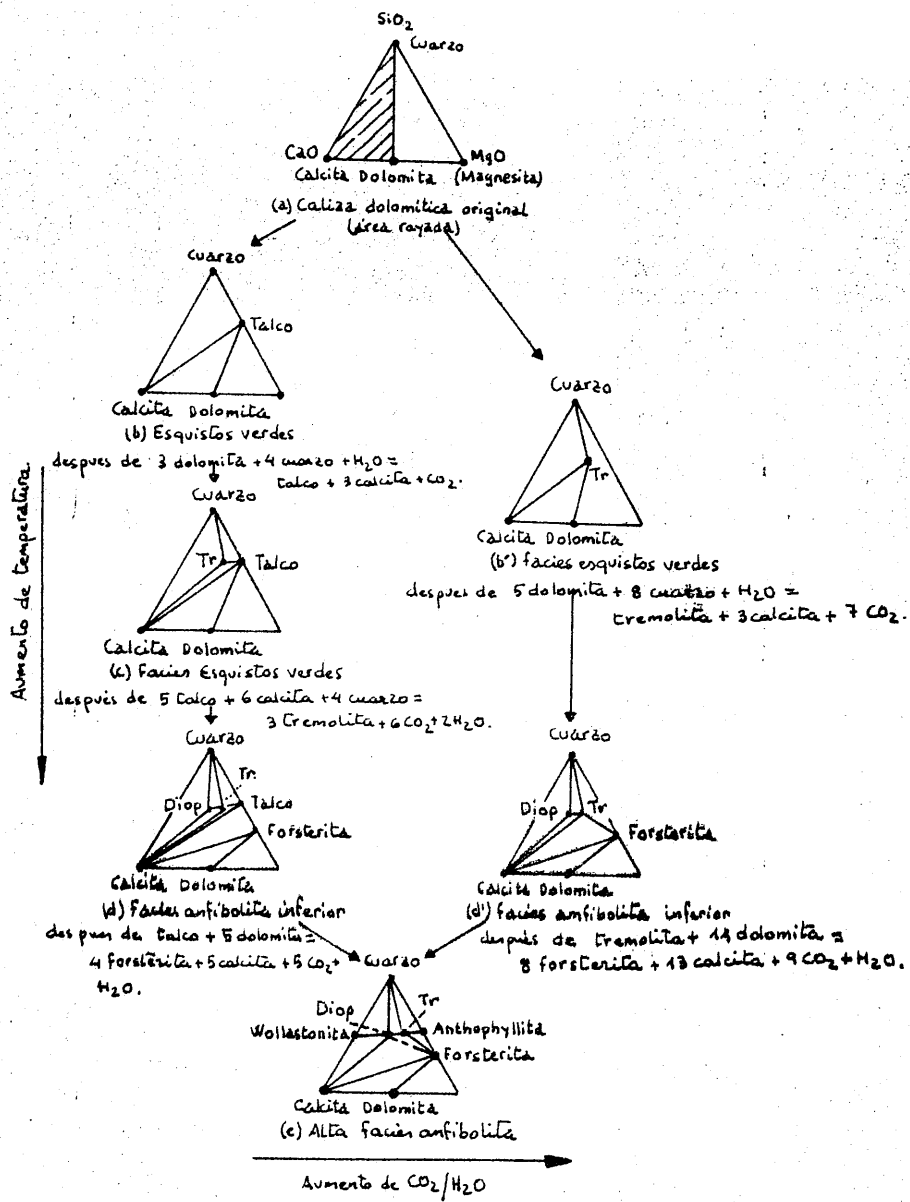 SiO₂
Cuarzo
CaO
MgO
Calcita Dolomita (Magnesita)
(a) Caliza dolomitica original
(área rayada)
Cuarzo
Talco
Calcita Dolomita
(b) Esquistos verdes
despues de 3 dolomita + 4 cuarzo + H₂O =
talco + 3 calcita + CO₂.
Cuarzo
Tr
Calcita Dolomita
(b') facies esquistos verdes
despues de 5 dolomita + 8 cuarzo + H₂O =
tremolita + 3 calcita + 7 CO₂.
Aumento de temperatura
Cuarzo
Tr
Talco
Calcita Dolomita
(c) Facies Esquistos verdes
después de 5 talco + 6 calcita + 4 cuarzo =
3 tremolita + 6 CO₂ + 2 H₂O.
Cuarzo
Tr.
Diop
Talco
Forsterita
Calcita Dolomita
(d) Facies anfibolita inferior
despues de talco + 5 dolomita =
4 forsterita + 5 calcita + 5 CO₂ +
H₂O.
Cuarzo
Diop
Tr
Forsterita
Calcita Dolomita
(d') facies anfibolita inferior
después de tremolita + 11 dolomita =
8 forsterita + 13 calcita + 9 CO₂ + H₂O.
Cuarzo
Diop
Tr
Wollastonita
Anthophyllita
Forsterita
Calcita Dolomita
(e) Alta facies anfibolita
Aumento de CO₂/H₂O